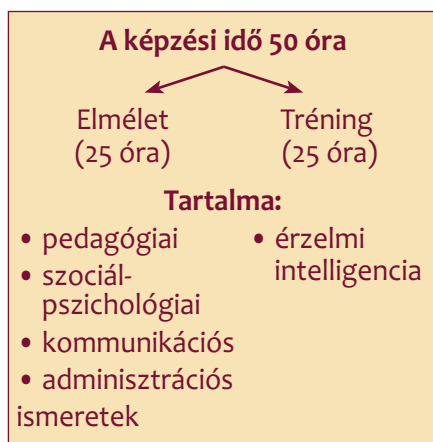 A képzési idő 50 óra
Elmélet
(25 óra)
Tréning
(25 óra)
Tartalma:
• pedagógiai
• szociál-
pszichológiai
• kommunikációs
• adminisztrációs
ismeretek
• érzelmi
intelligencia